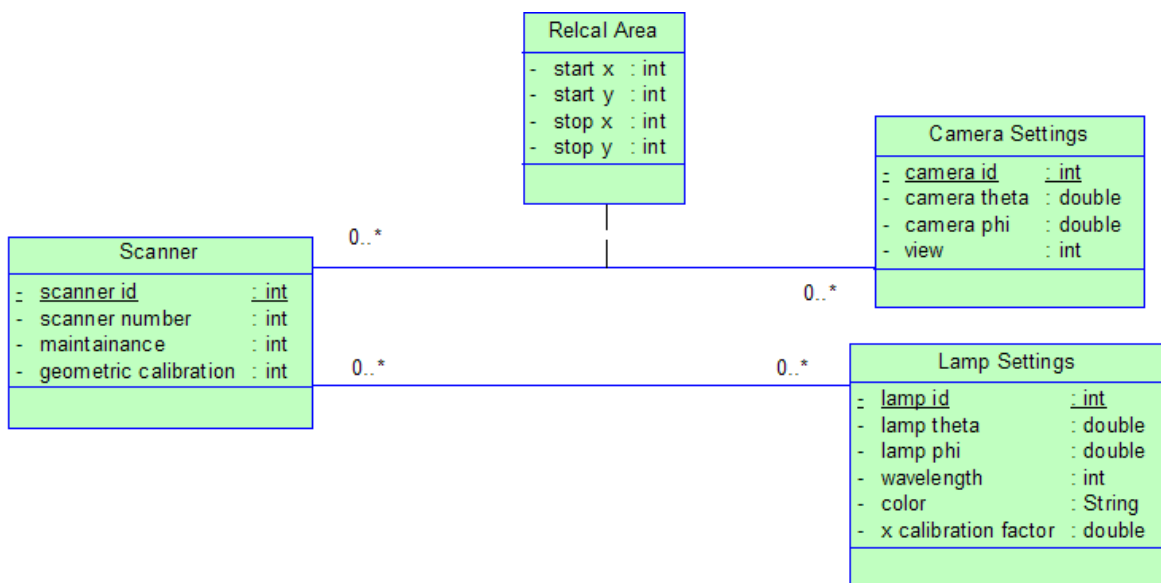 Relcal Area
- start x : int
- start y : int
- stop x : int
- stop y : int
Camera Settings
- camera id : int
- camera theta : double
- camera phi : double
- view : int
0..*
0..*
Scanner
- scanner id : int
- scanner number : int
- maintainance : int
- geometric calibration : int
0..*
0..*
Lamp Settings
- lamp id : int
- lamp theta : double
- lamp phi : double
- wavelength : int
- color : String
- x calibration factor : double